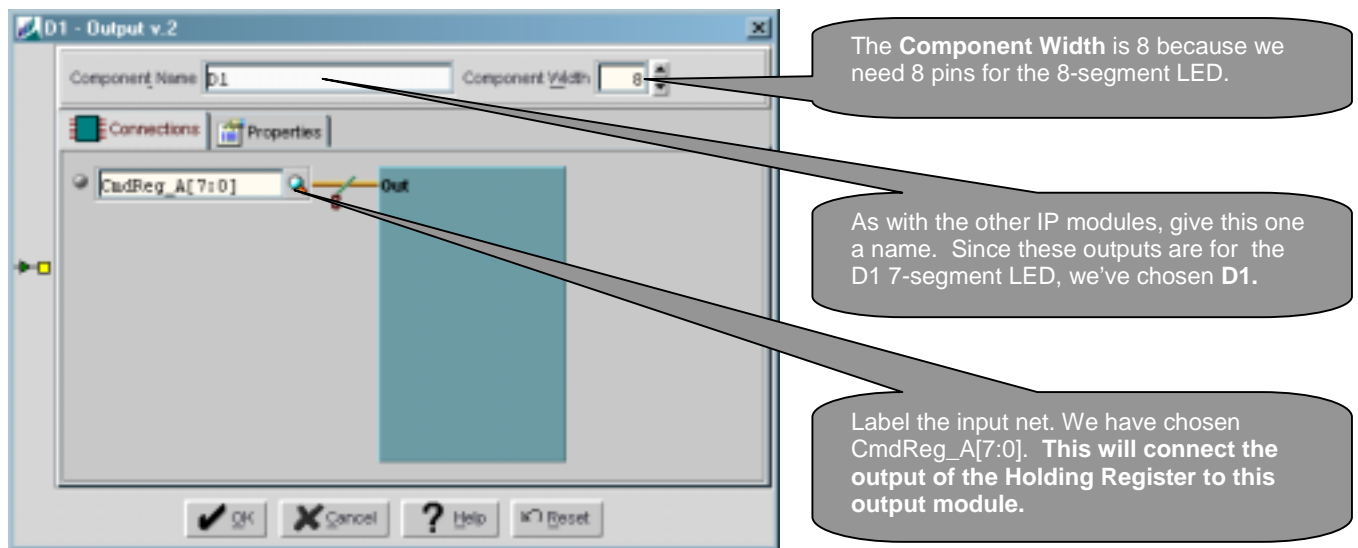 D1 - Output v.2
Component Name D1 Component Width 8
Connections Properties
CmdReg_A[7:0] 8 Out
OK Cancel ? Help Reset
The Component Width is 8 because we
need 8 pins for the 8-segment LED.
As with the other IP modules, give this one
a name. Since these outputs are for the
D1 7-segment LED, we've chosen D1.
Label the input net. We have chosen
CmdReg_A[7:0]. This will connect the
output of the Holding Register to this
output module.